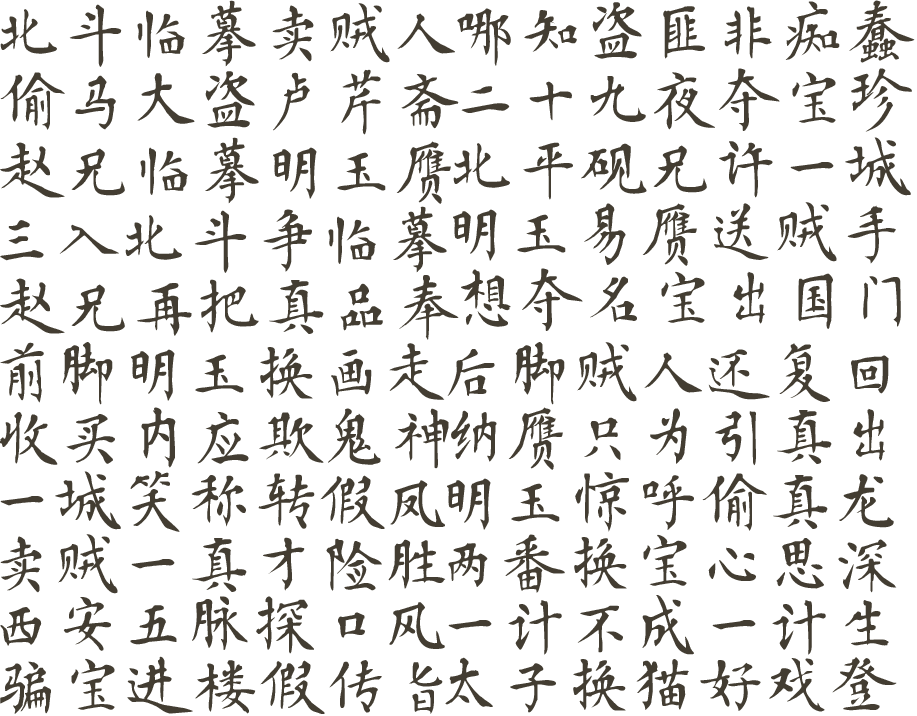 北斗临摹卖贼人哪知盗匪非痴蠢
偷马大盗卢芹斋二十九夜夺宝珍
赵兄临摹明玉赝北平砚兄许一城
三入北斗争临摹明玉易赝送贼手
赵兄再把真品奉想夺名宝出国门
前脚明玉换画走后脚贼人还复回
收买内应欺鬼神纳赝只为引真出
一城笑称转假凤明玉惊呼偷真龙
卖贼一真才险胜两番换宝心思深
西安五脉探口风一计不成一计生
骗宝进楼假传旨太子换猫好戏登